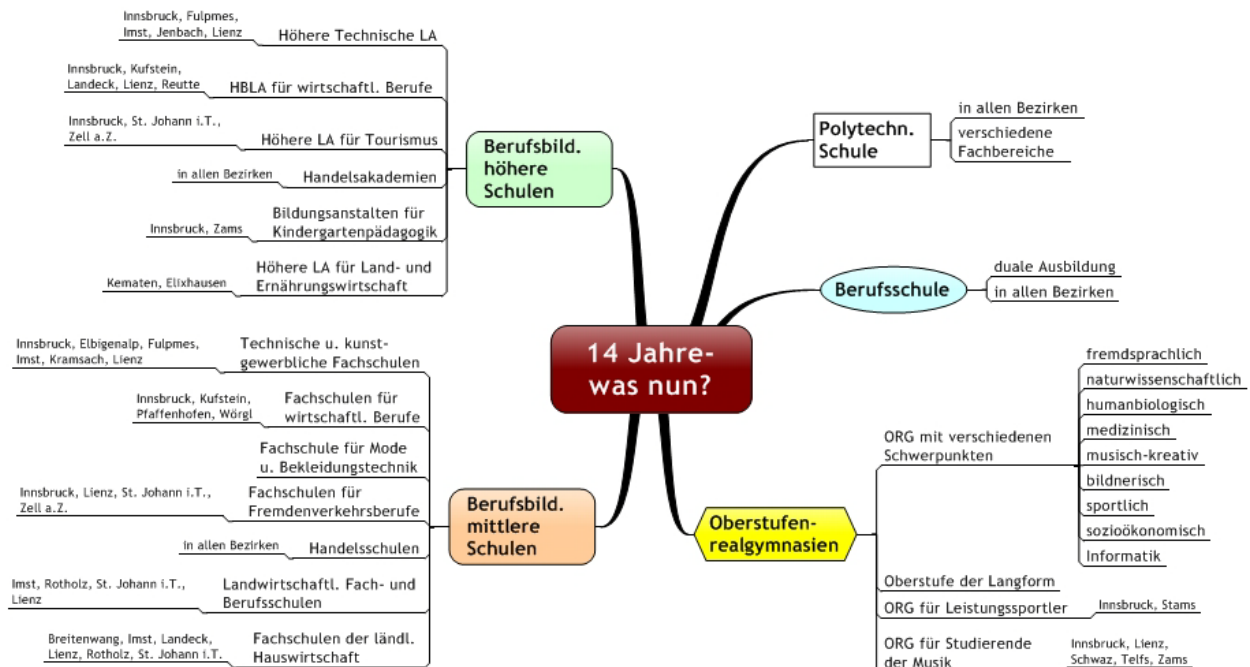 14 Jahre-
was nun?
Berufsbild.
höhere
Schulen
Höhere Technische LA
Innsbruck, Fulpmes,
Imst, Jenbach, Lienz
HBLA für wirtschaftl. Berufe
Innsbruck, Kufstein,
Landeck, Lienz, Reutte
Höhere LA für Tourismus
Innsbruck, St. Johann i.T.,
Zell a.Z.
Handelsakademien
in allen Bezirken
Bildungsanstalten für
Kindergartenpädagogik
Innsbruck, Zams
Höhere LA für Land- und
Ernährungswirtschaft
Kematen, Elixhausen
Berufsbild.
mittlere
Schulen
Technische u. kunst-
gewerbliche Fachschulen
Innsbruck, Elbigenalp, Fulpmes,
Imst, Kramsach, Lienz
Fachschulen für
wirtschaftl. Berufe
Innsbruck, Kufstein,
Pfaffenhofen, Wörgl
Fachschule für Mode
u. Bekleidungstechnik
Fachschulen für
Fremdenverkehrsberufe
Innsbruck, Lienz, St. Johann i.T.,
Zell a.Z.
Handelsschulen
in allen Bezirken
Landwirtschaftl. Fach- und
Berufsschulen
Imst, Rotholz, St. Johann i.T.,
Lienz
Fachschulen der ländl.
Hauswirtschaft
Breitenwang, Imst, Landeck,
Lienz, Rotholz, St. Johann i.T.
Polytechn.
Schule
in allen Bezirken
verschiedene
Fachbereiche
Berufsschule
duale Ausbildung
in allen Bezirken
Oberstufen-
realgymnasien
ORG mit verschiedenen
Schwerpunkten
fremdsprachlich
naturwissenschaftlich
humanbiologisch
medizinisch
musisch-kreativ
bildnerisch
sportlich
sozioökonomisch
Informatik
Oberstufe der Langform
ORG für Leistungssportler
Innsbruck, Stams
ORG für Studierende
der Musik
Innsbruck, Lienz,
Schwaz, Telfs, Zams